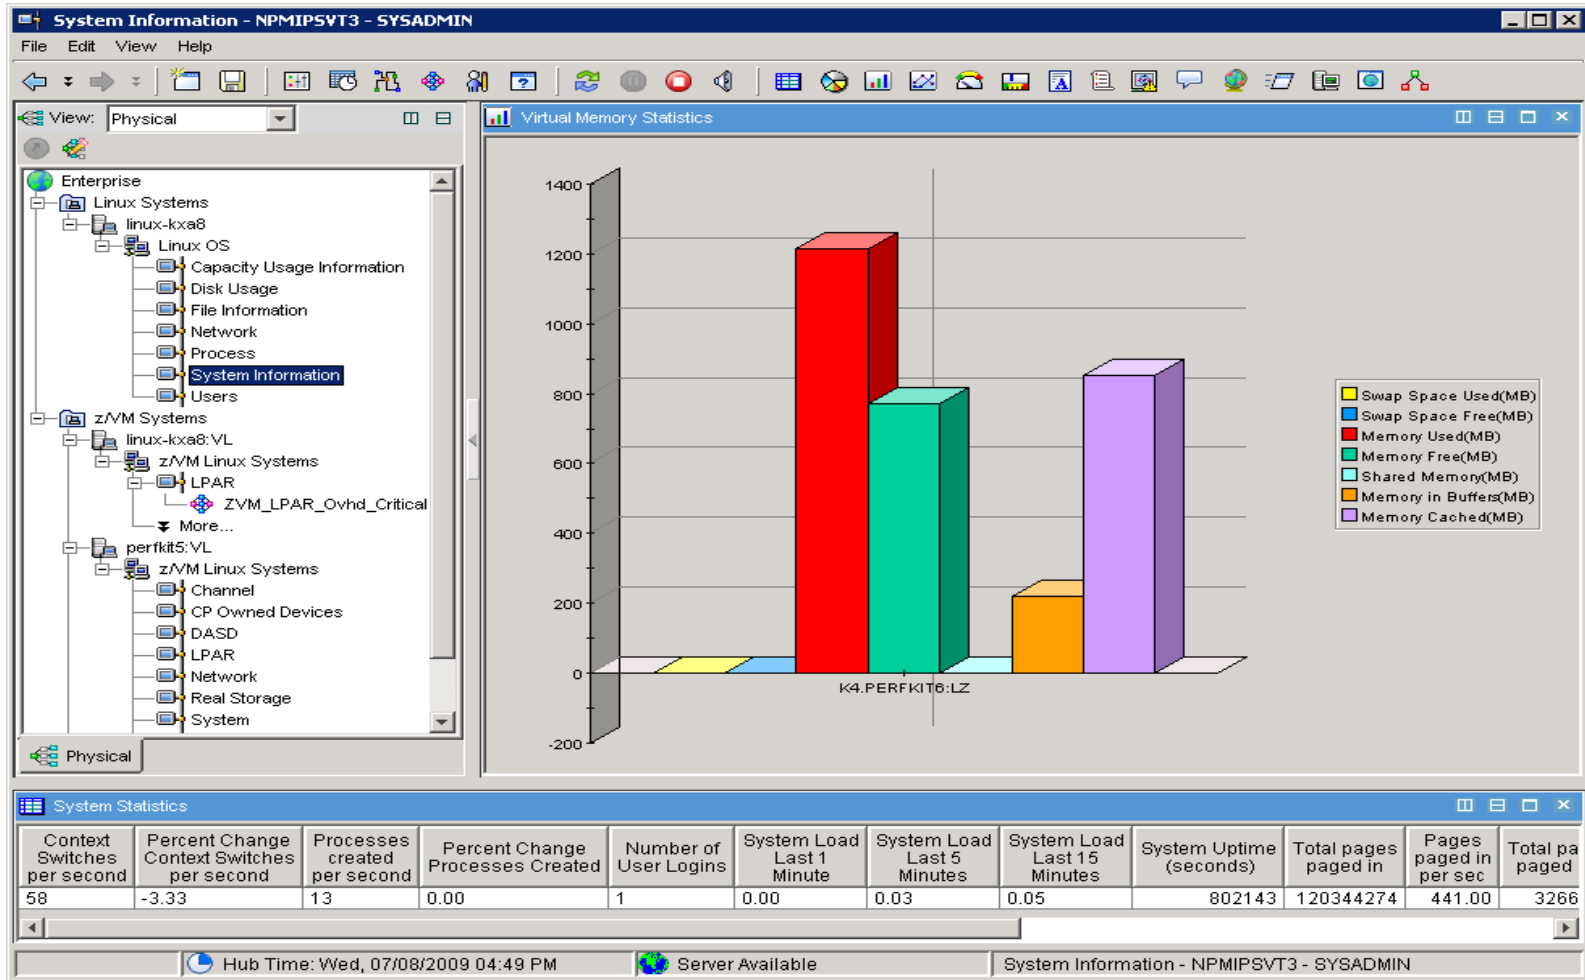 System Information - NPMIPSVT3 - SYSADMIN
File Edit View Help
View: Physical
Enterprise
Linux Systems
linux-kxa8
Linux OS
Capacity Usage Information
Disk Usage
File Information
Network
Process
System Information
Users
z/VM Systems
linux-kxa8:VL
z/VM Linux Systems
LPAR
ZVM_LPAR_Ovhd_Critical
More...
perfkit5:VL
z/VM Linux Systems
Channel
CP Owned Devices
DASD
LPAR
Network
Real Storage
System
Physical
Virtual Memory Statistics
1400
1200
1000
800
600
400
200
0
-200
K4.PERFKIT6:LZ
Swap Space Used(MB)
Swap Space Free(MB)
Memory Used(MB)
Memory Free(MB)
Shared Memory(MB)
Memory in Buffers(MB)
Memory Cached(MB)
System Statistics
Context Switches per second
Percent Change Context Switches per second
Processes created per second
Percent Change Processes Created
Number of User Logins
System Load Last 1 Minute
System Load Last 5 Minutes
System Load Last 15 Minutes
System Uptime (seconds)
Total pages paged in
Pages paged in per sec
Total pa paged
58 -3.33 13 0.00 1 0.00 0.03 0.05 802143 120344274 441.00 3266
Hub Time: Wed, 07/08/2009 04:49 PM
Server Available
System Information - NPMIPSVT3 - SYSADMIN